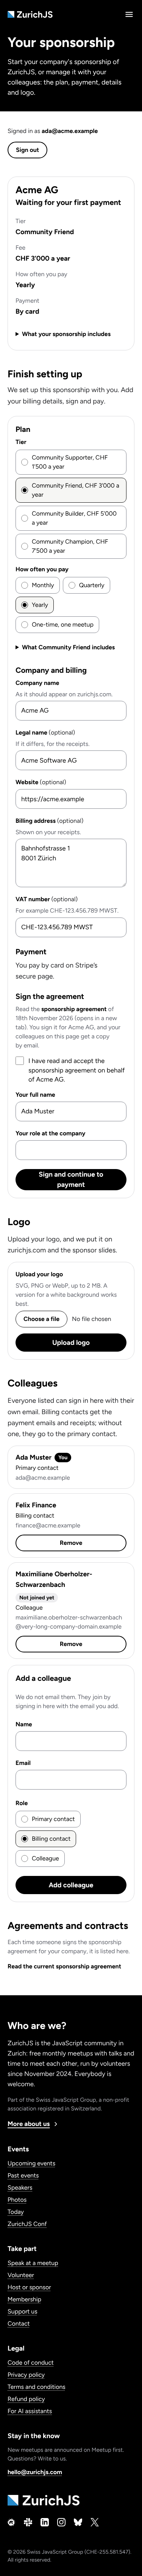 ZurichJS
Your sponsorship
Start your company's sponsorship of
ZurichJS, or manage it with your
colleagues: the plan, payment, details
and logo.
Signed in as ada@acme.example
Sign out
Acme AG
Waiting for your first payment
Tier
Community Friend
Fee
CHF 3'000 a year
How often you pay
Yearly
Payment
By card
What your sponsorship includes
Finish setting up
We set up this sponsorship with you. Add
your billing details, sign and pay.
Plan
Tier
Community Supporter, CHF
1'500 a year
Community Friend, CHF 3'000 a
year
Community Builder, CHF 5'000
a year
Community Champion, CHF
7'500 a year
How often you pay
Monthly
Quarterly
Yearly
One-time, one meetup
What Community Friend includes
Company and billing
Company name
As it should appear on zurichjs.com.
Acme AG
Legal name (optional)
If it differs, for the receipts.
Acme Software AG
Website (optional)
https://acme.example
Billing address (optional)
Shown on your receipts.
Bahnhofstrasse 1
8001 Zürich
VAT number (optional)
For example CHE-123.456.789 MWST.
CHE-123.456.789 MWST
Payment
You pay by card on Stripe's
secure page.
Sign the agreement
Read the sponsorship agreement of
18th November 2026 (opens in a new
tab). You sign it for Acme AG, and your
colleagues on this page get a copy
by email.
I have read and accept the
sponsorship agreement on behalf
of Acme AG.
Your full name
Ada Muster
Your role at the company
Sign and continue to
payment
Logo
Upload your logo, and we put it on
zurichjs.com and the sponsor slides.
Upload your logo
SVG, PNG or WebP, up to 2 MB. A
version for a white background works
best.
Choose a file
No file chosen
Upload logo
Colleagues
Everyone listed can sign in with their own
email. Billing contacts get the
payment emails and receipts; without
one, they go to the primary contact.
Ada Muster You
Primary contact
ada@acme.example
Felix Finance
Billing contact
finance@acme.example
Remove
Maximiliane Oberholzer-
Schwarzenbach
Not joined yet
Colleague
maximiliane.oberholzer-schwarzenbach
@very-long-company-domain.example
Remove
Add a colleague
We do not email them. They join by
signing in here with the email you add.
Name
Email
Role
Primary contact
Billing contact
Colleague
Add colleague
Agreements and contracts
Each time someone signs the sponsorship
agreement for your company, it is listed here.
Read the current sponsorship agreement
Who are we?
ZurichJS is the JavaScript community in
Zurich: free monthly meetups with talks and
time to meet each other, run by volunteers
since November 2024. Everybody is
welcome.
Part of the Swiss JavaScript Group, a non-profit
association registered in Switzerland.
More about us
Events
Upcoming events
Past events
Speakers
Photos
Today
ZurichJS Conf
Take part
Speak at a meetup
Volunteer
Host or sponsor
Membership
Support us
Contact
Legal
Code of conduct
Privacy policy
Terms and conditions
Refund policy
For AI assistants
Stay in the know
New meetups are announced on Meetup first.
Questions? Write to us.
hello@zurichjs.com
ZurichJS
© 2026 Swiss JavaScript Group (CHE-255.581.547).
All rights reserved.